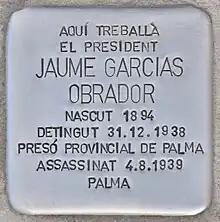 AQUÍ TREBALLÀ
EL PRESIDENT
JAUME GARCIAS
OBRADOR
NASCUT 1894
DETINGUT 31.12.1938
PRESÓ PROVINCIAL DE PALMA
ASSASSINAT 4.8.1939
PALMA